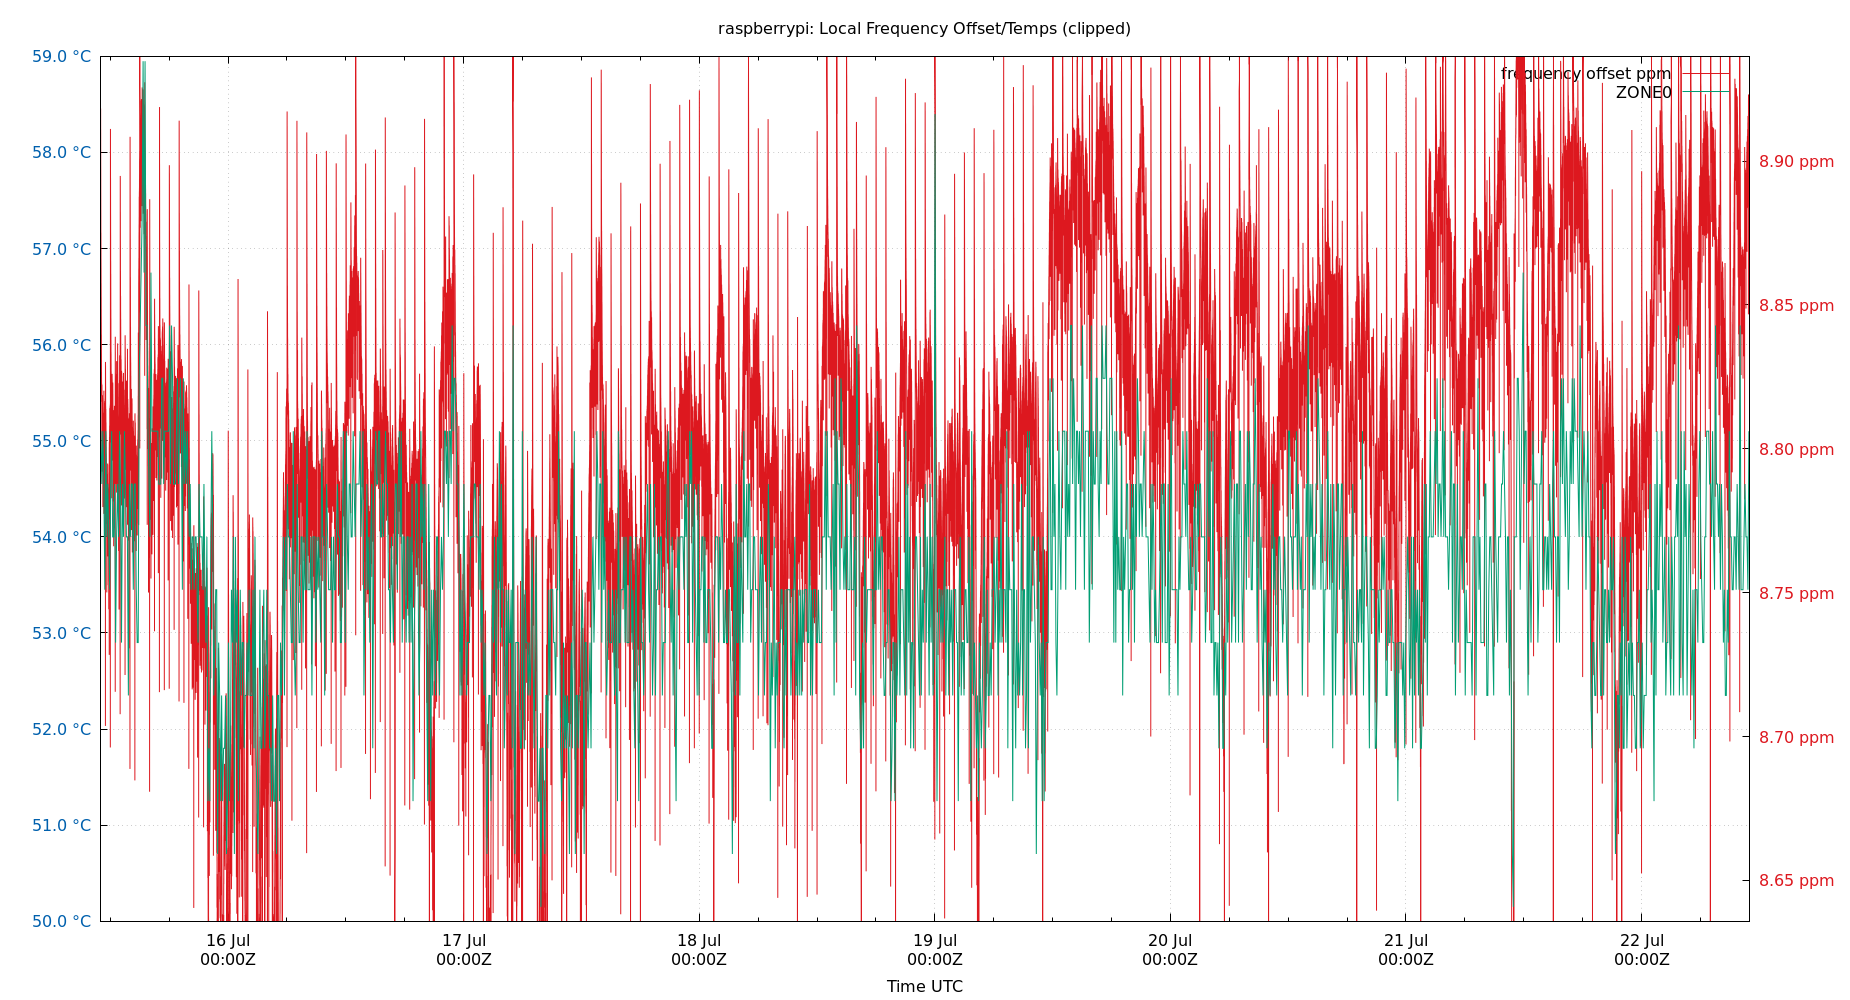 raspberrypi: Local Frequency Offset/Temps (clipped)
59.0 °C
58.0 °C
57.0 °C
56.0 °C
55.0 °C
54.0 °C
53.0 °C
52.0 °C
51.0 °C
50.0 °C
frequency offset ppm
ZONE0
8.90 ppm
8.85 ppm
8.80 ppm
8.75 ppm
8.70 ppm
8.65 ppm
16 Jul 17 Jul 18 Jul 19 Jul 20 Jul 21 Jul 22 Jul
00:00Z 00:00Z 00:00Z 00:00Z 00:00Z 00:00Z 00:00Z
Time UTC